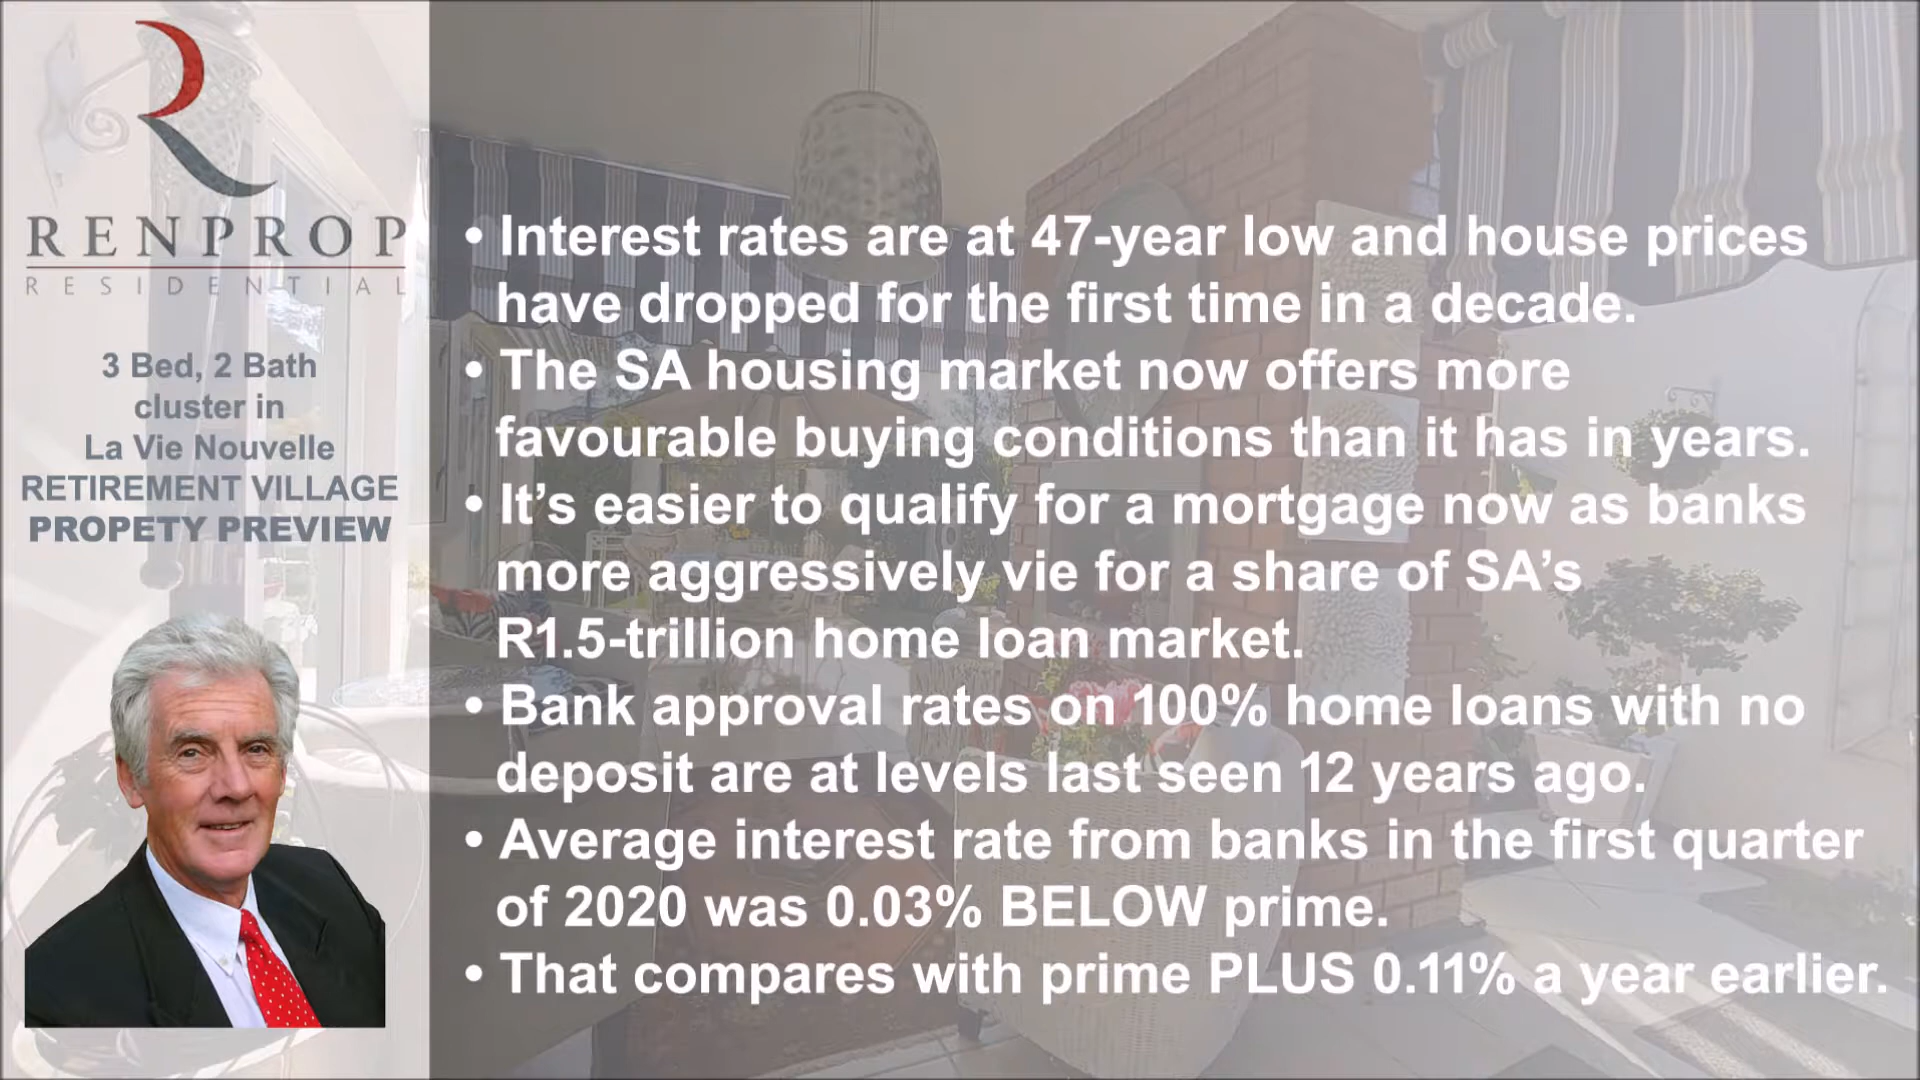 RENPROP
RESIDENTIAL
3 Bed, 2 Bath
cluster in
La Vie Nouvelle
RETIREMENT VILLAGE
PROPETY PREVIEW
• Interest rates are at 47-year low and house prices
have dropped for the first time in a decade.
• The SA housing market now offers more
favourable buying conditions than it has in years.
• It’s easier to qualify for a mortgage now as banks
more aggressively vie for a share of SA’s
R1.5-trillion home loan market.
• Bank approval rates on 100% home loans with no
deposit are at levels last seen 12 years ago.
• Average interest rate from banks in the first quarter
of 2020 was 0.03% BELOW prime.
• That compares with prime PLUS 0.11% a year earlier.